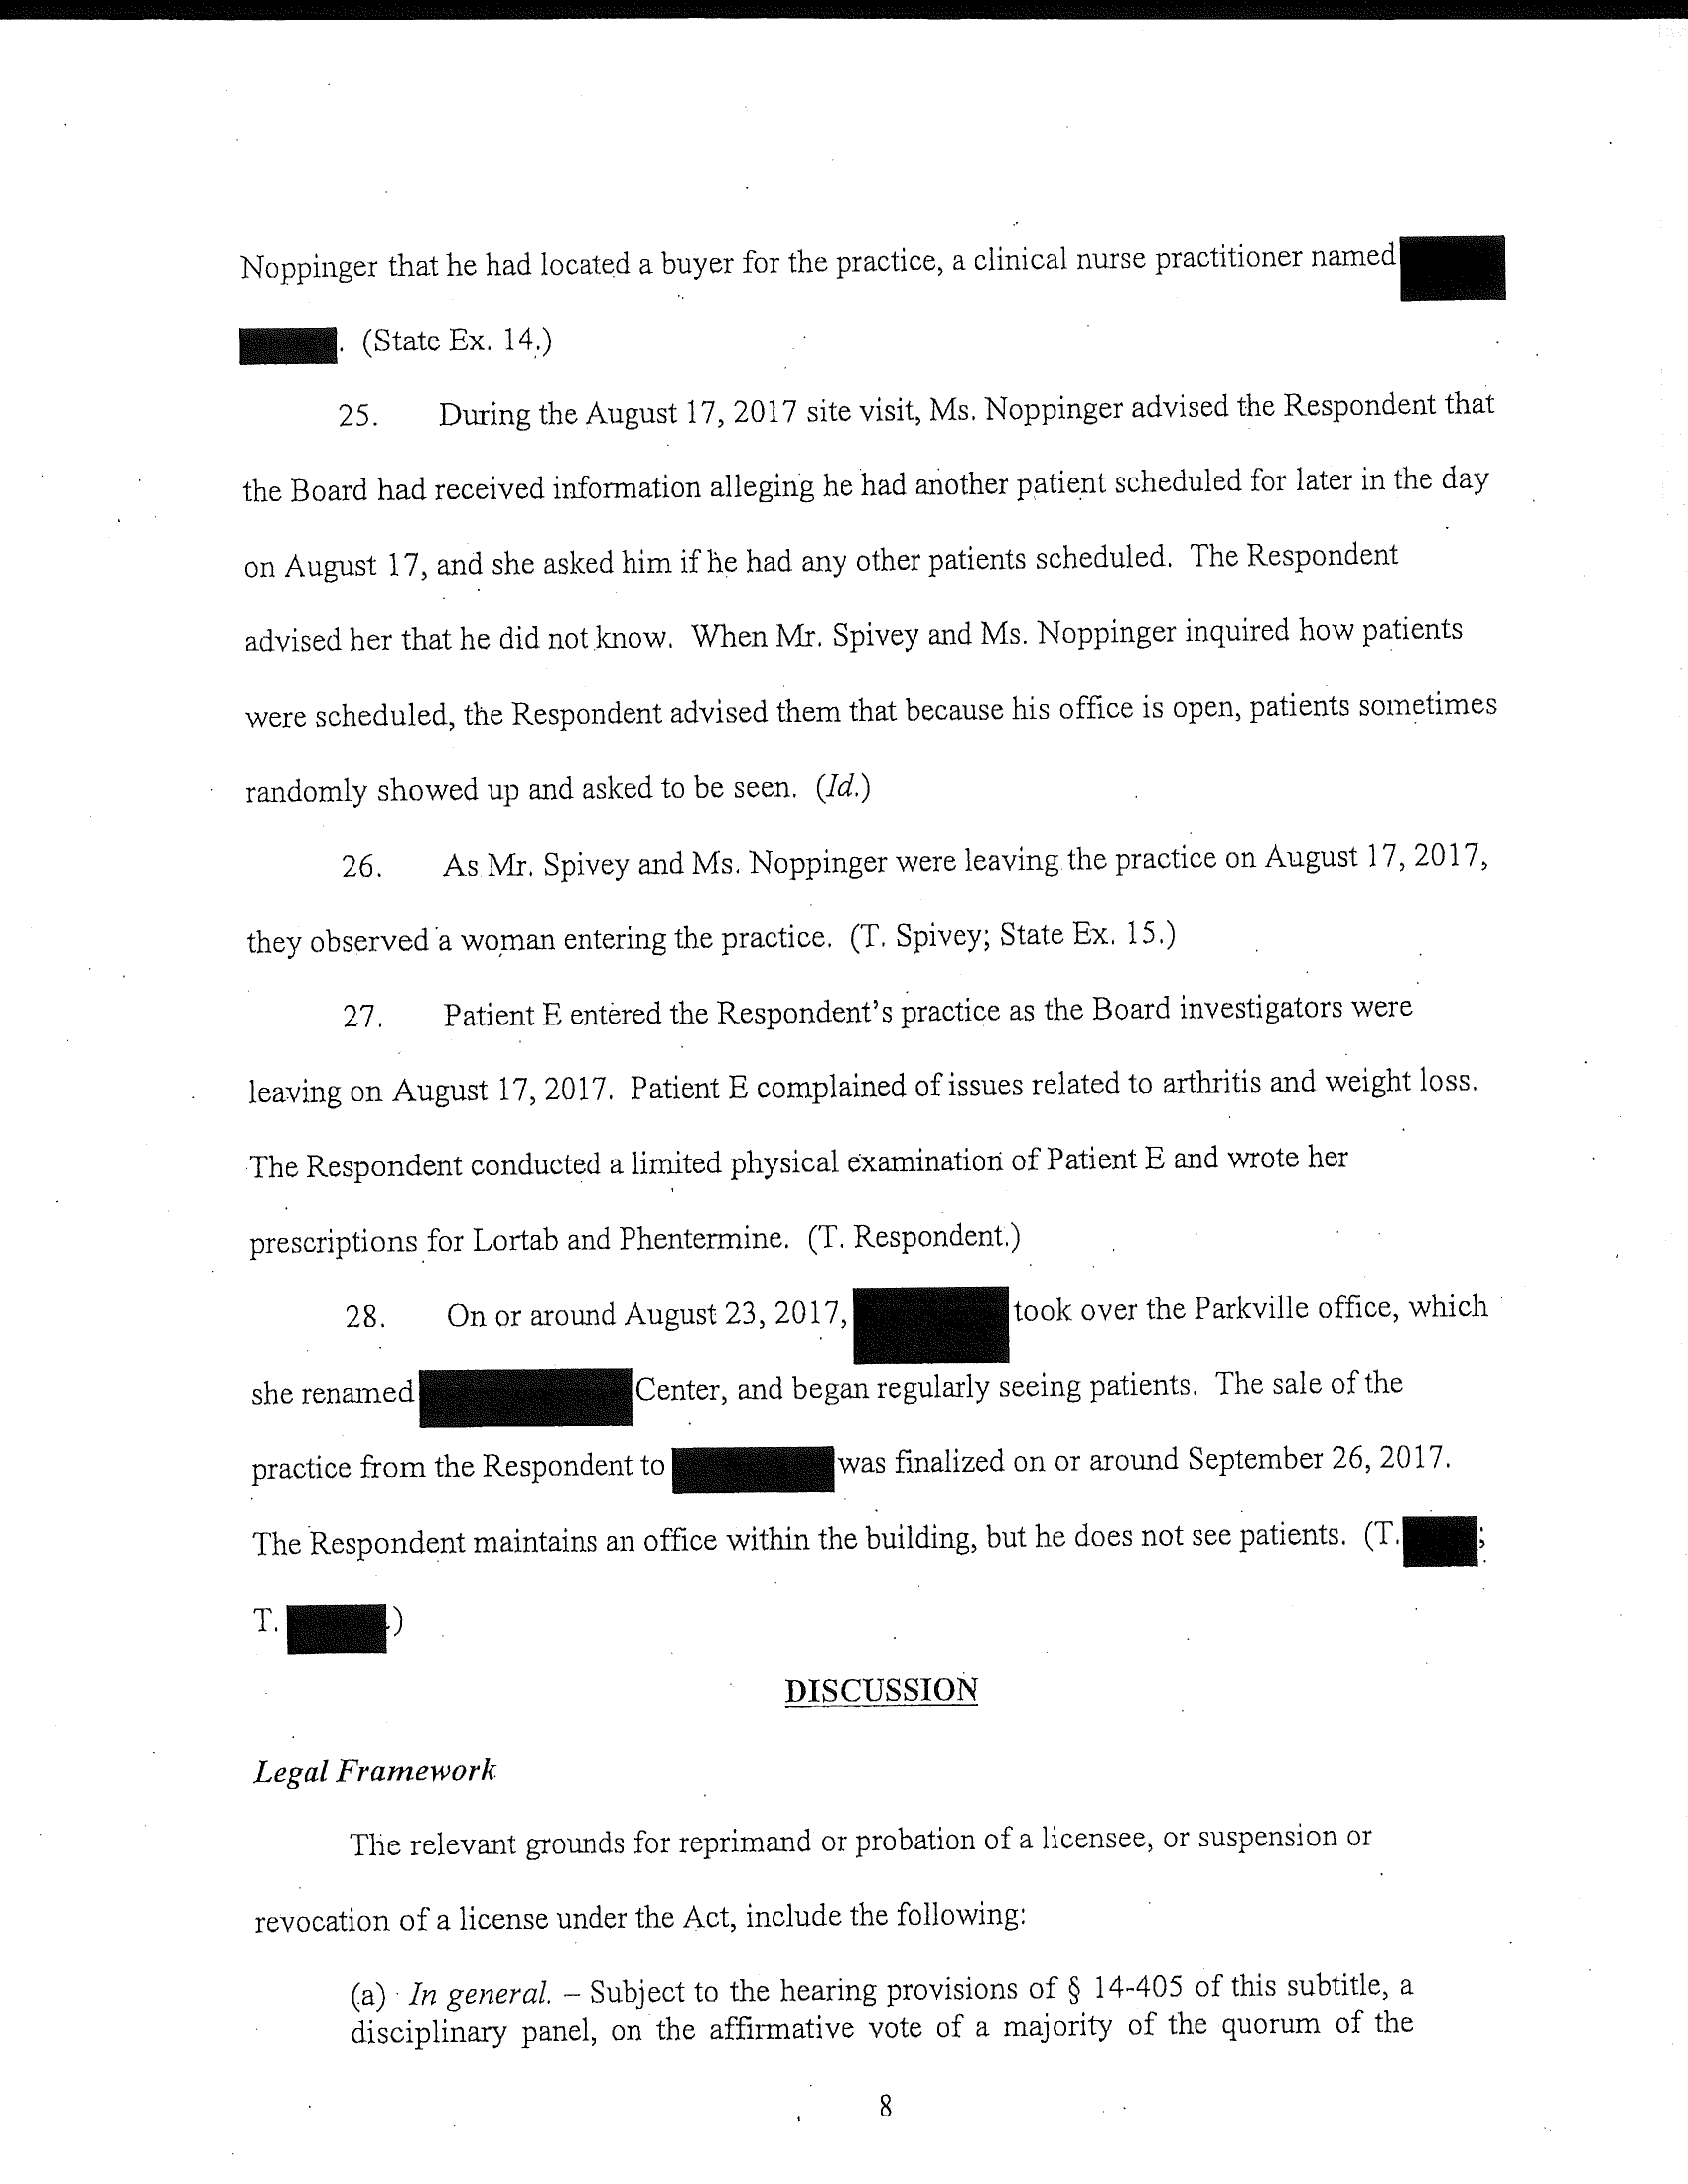 Noppinger that he had located a buyer for the practice, a clinical nurse practitioner named
. (State Ex. 14.)
25. During the August 17, 2017 site visit, Ms. Noppinger advised the Respondent that
the Board had received information alleging he had another patient scheduled for later in the day
on August 17, and she asked him if he had any other patients scheduled. The Respondent
advised her that he did not know. When Mr. Spivey and Ms. Noppinger inquired how patients
were scheduled, the Respondent advised them that because his office is open, patients sometimes
randomly showed up and asked to be seen. (Id.)
26. As Mr. Spivey and Ms. Noppinger were leaving the practice on August 17, 2017,
they observed a woman entering the practice. (T. Spivey; State Ex. 15.)
27. Patient E entered the Respondent's practice as the Board investigators were
leaving on August 17, 2017. Patient E complained of issues related to arthritis and weight loss.
The Respondent conducted a limited physical examination of Patient E and wrote her
prescriptions for Lortab and Phentermine. (T. Respondent.)
28. On or around August 23, 2017, took over the Parkville office, which
she renamed Center, and began regularly seeing patients. The sale of the
practice from the Respondent to was finalized on or around September 26, 2017.
The Respondent maintains an office within the building, but he does not see patients. (T. ;
T. .)
DISCUSSION
Legal Framework
The relevant grounds for reprimand or probation of a licensee, or suspension or
revocation of a license under the Act, include the following:
(a) In general. – Subject to the hearing provisions of § 14-405 of this subtitle, a
disciplinary panel, on the affirmative vote of a majority of the quorum of the
8